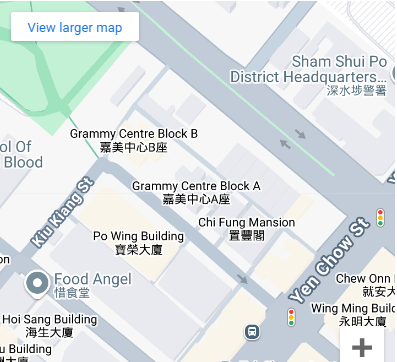 View larger map
Sham Shui Po
District Headquarters...
深水埗警署
Grammy Centre Block B
嘉美中心B座
ol Of
Blood
Grammy Centre Block A
嘉美中心A座
Kiu Kiang St
Chi Fung Mansion
置豐閣
Po Wing Building
寶榮大廈
Yen Chow St
on
Food Angel
惜食堂
Chew Onn
就安大
Hoi Sang Building
海生大廈
Wing Ming Build
永明大廈
u Building
大廈